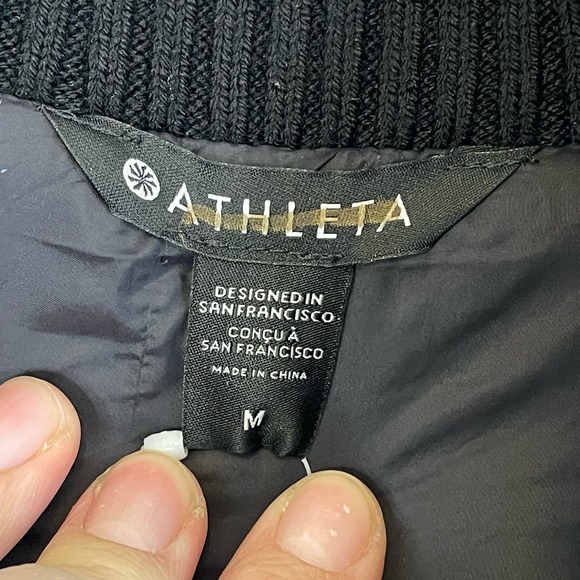 ATHLETA
DESIGNED IN
SAN FRANCISCO
CONÇU À
SAN FRANCISCO
MADE IN CHINA
M